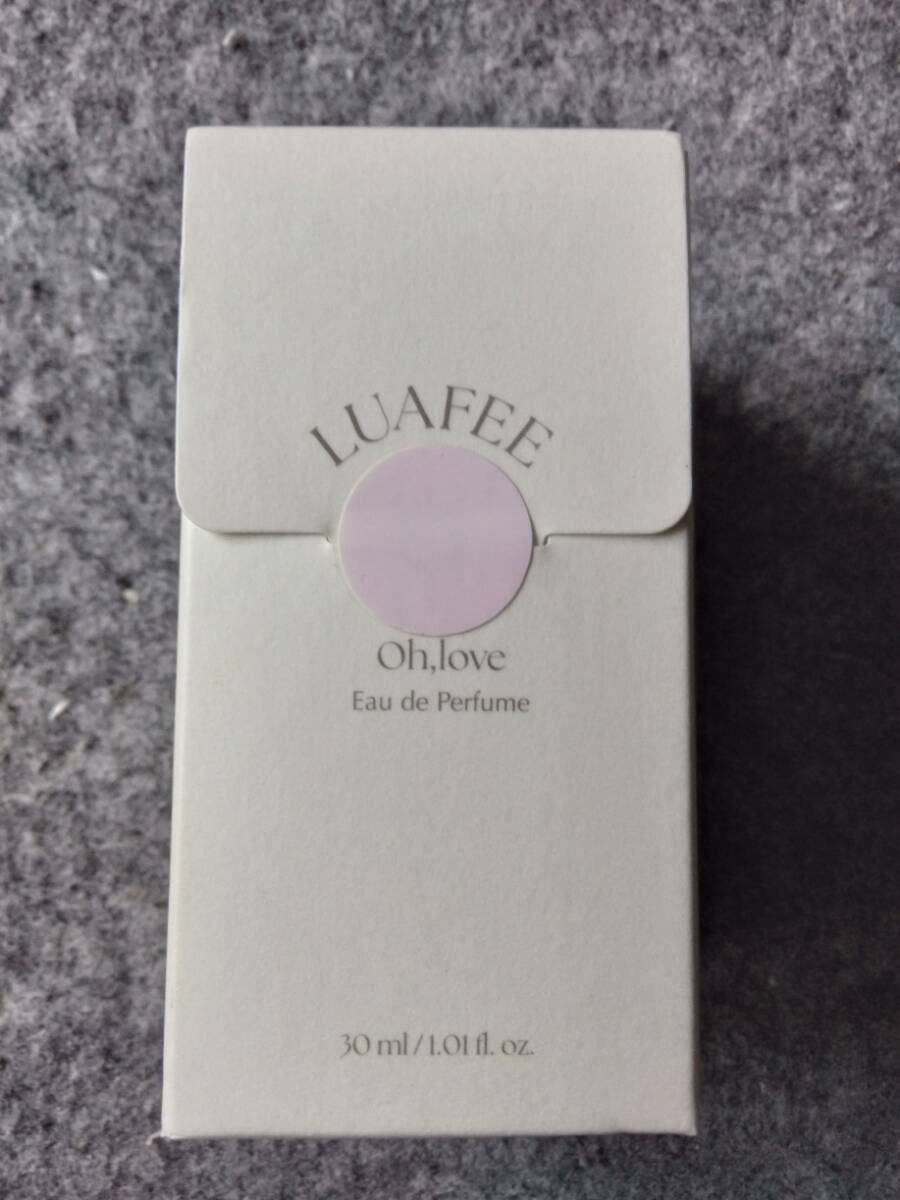 LUAFEE
Oh,love
Eau de Perfume
30 ml / 1.01 fl. oz.